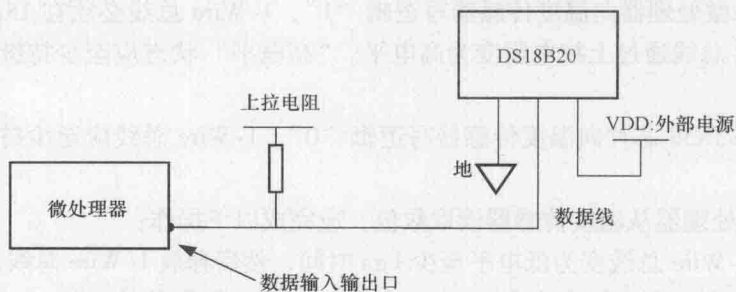 DS18B20
上拉电阻
VDD:外部电源
地
微处理器
数据线
数据输入输出口